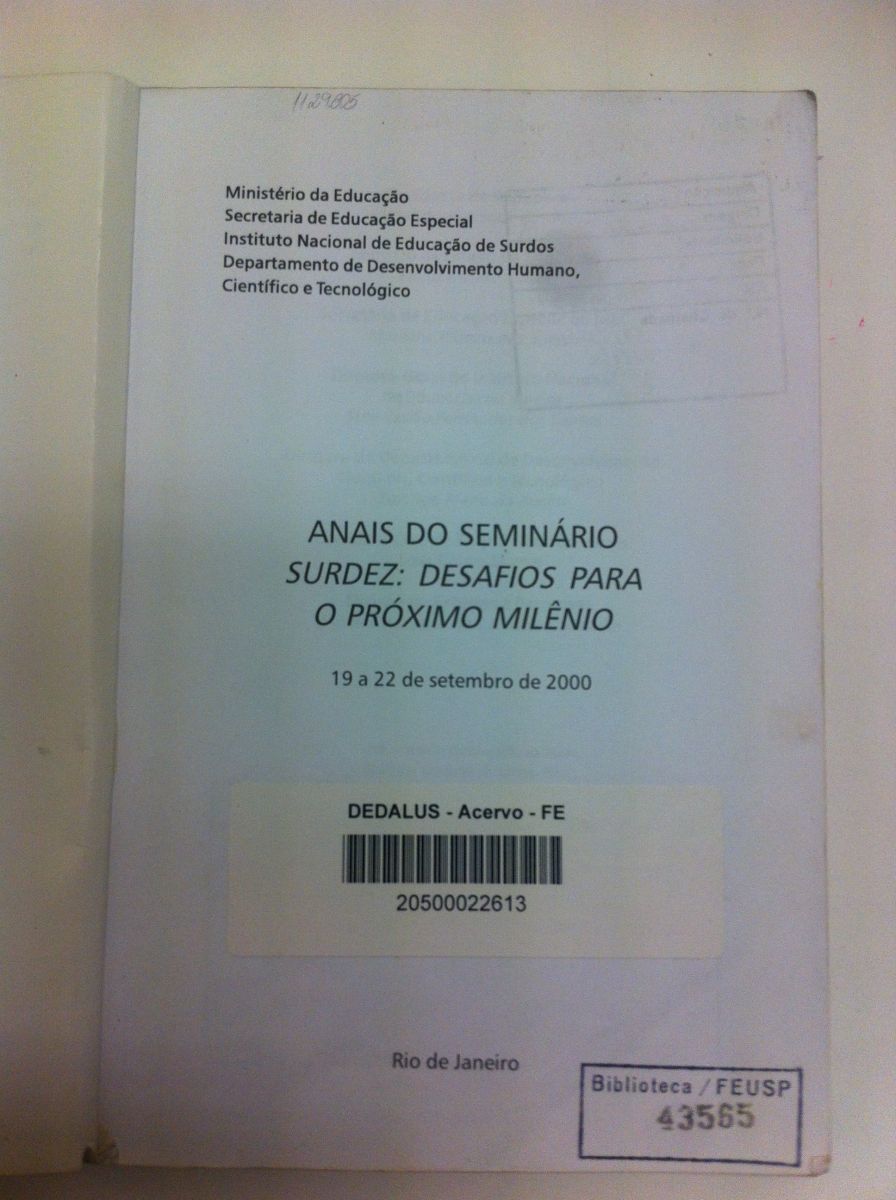 1129605
Ministério da Educação
Secretaria de Educação Especial
Instituto Nacional de Educação de Surdos
Departamento de Desenvolvimento Humano,
Científico e Tecnológico
ANAIS DO SEMINÁRIO
SURDEZ: DESAFIOS PARA
O PRÓXIMO MILÊNIO
19 a 22 de setembro de 2000
DEDALUS - Acervo - FE
20500022613
Rio de Janeiro
Biblioteca / FEUSP
43565